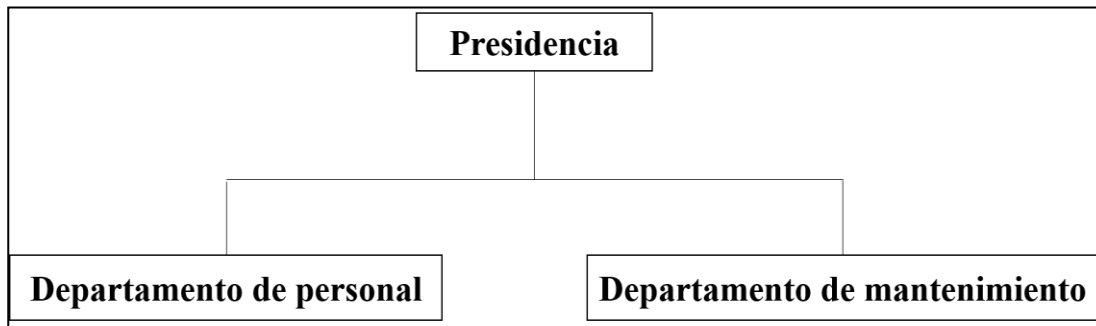 Presidencia
Departamento de personal
Departamento de mantenimiento